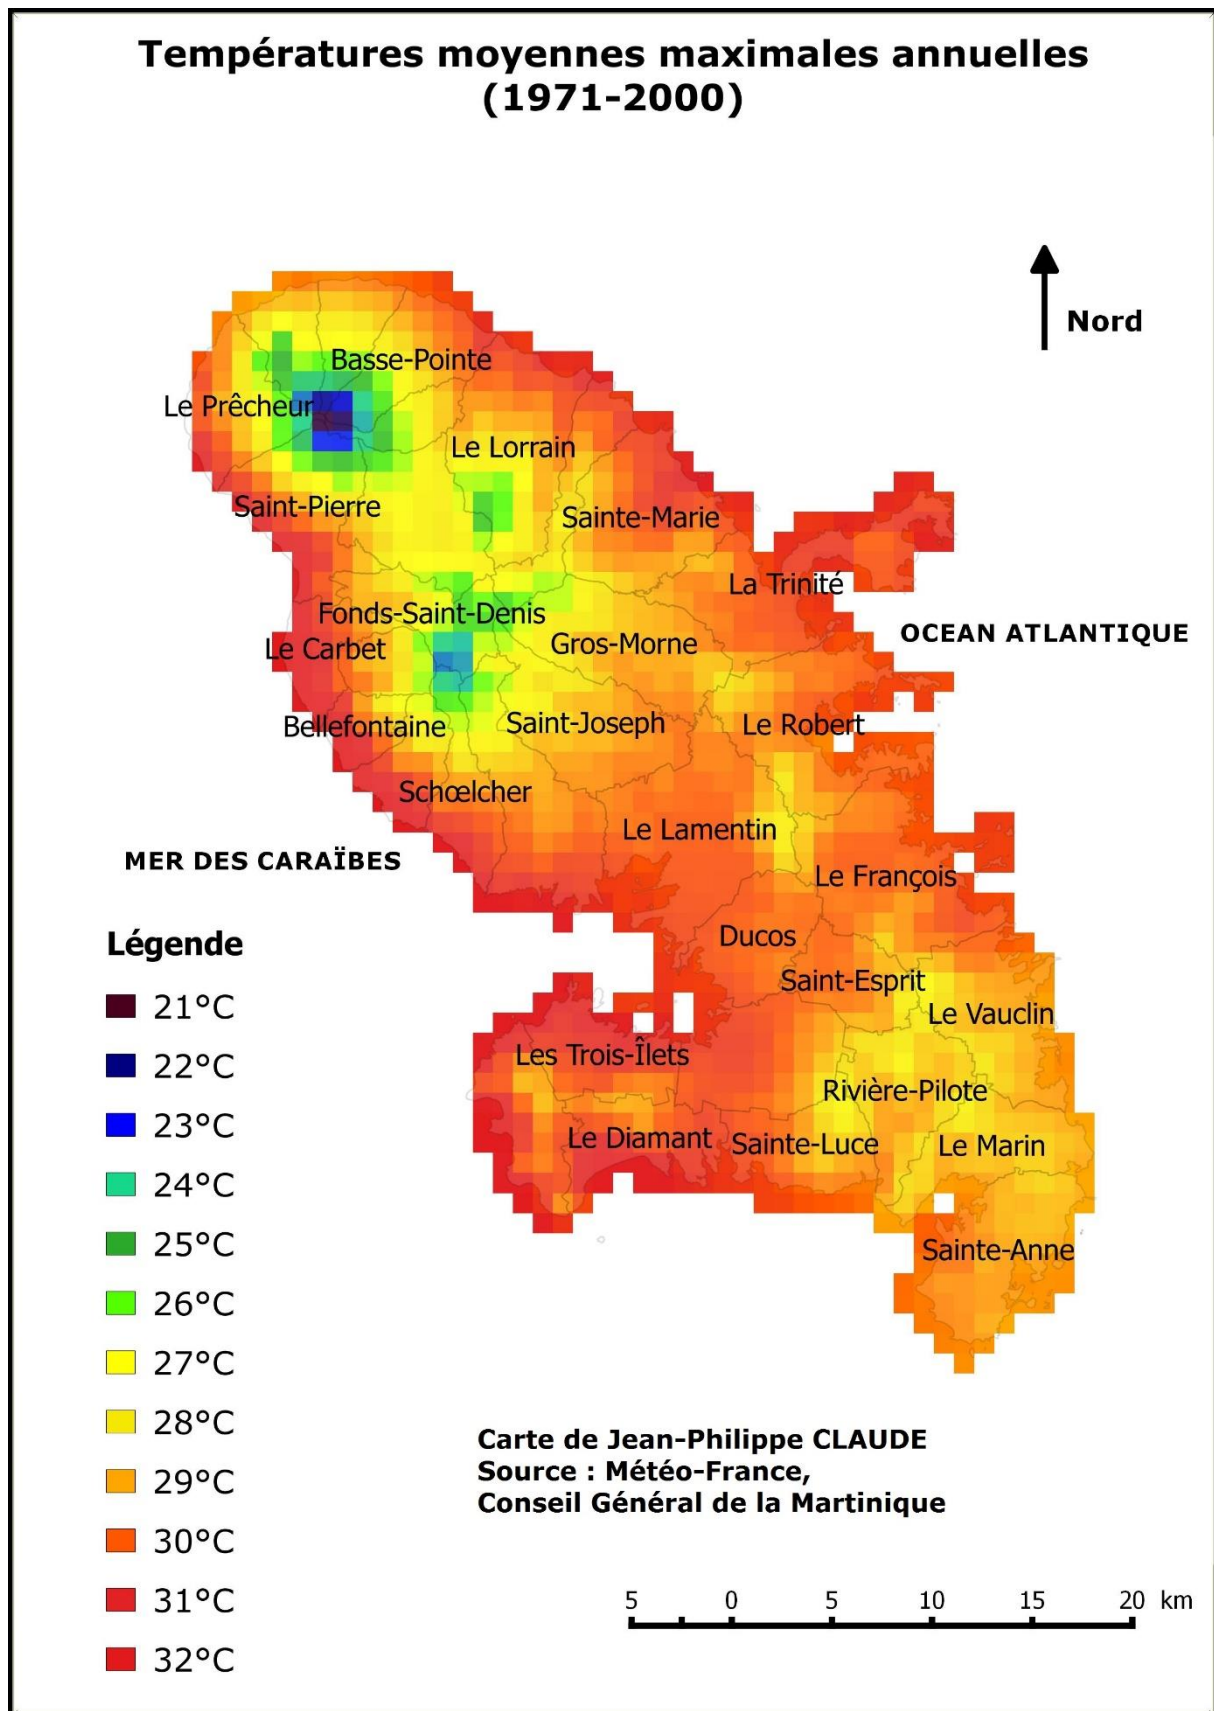 Températures moyennes maximales annuelles
(1971-2000)
Nord
Basse-Pointe
Le Prêcheur
Le Lorrain
Saint-Pierre
Sainte-Marie
La Trinité
Fonds-Saint-Denis
OCEAN ATLANTIQUE
Le Carbet
Gros-Morne
Bellefontaine
Saint-Joseph
Le Robert
Schœlcher
Le Lamentin
MER DES CARAÏBES
Le François
Ducos
Saint-Esprit
Le Vauclin
Les Trois-Îlets
Rivière-Pilote
Le Diamant
Sainte-Luce
Le Marin
Sainte-Anne
Légende
21°C
22°C
23°C
24°C
25°C
26°C
27°C
28°C
29°C
30°C
31°C
32°C
Carte de Jean-Philippe CLAUDE
Source : Météo-France,
Conseil Général de la Martinique
5 0 5 10 15 20 km